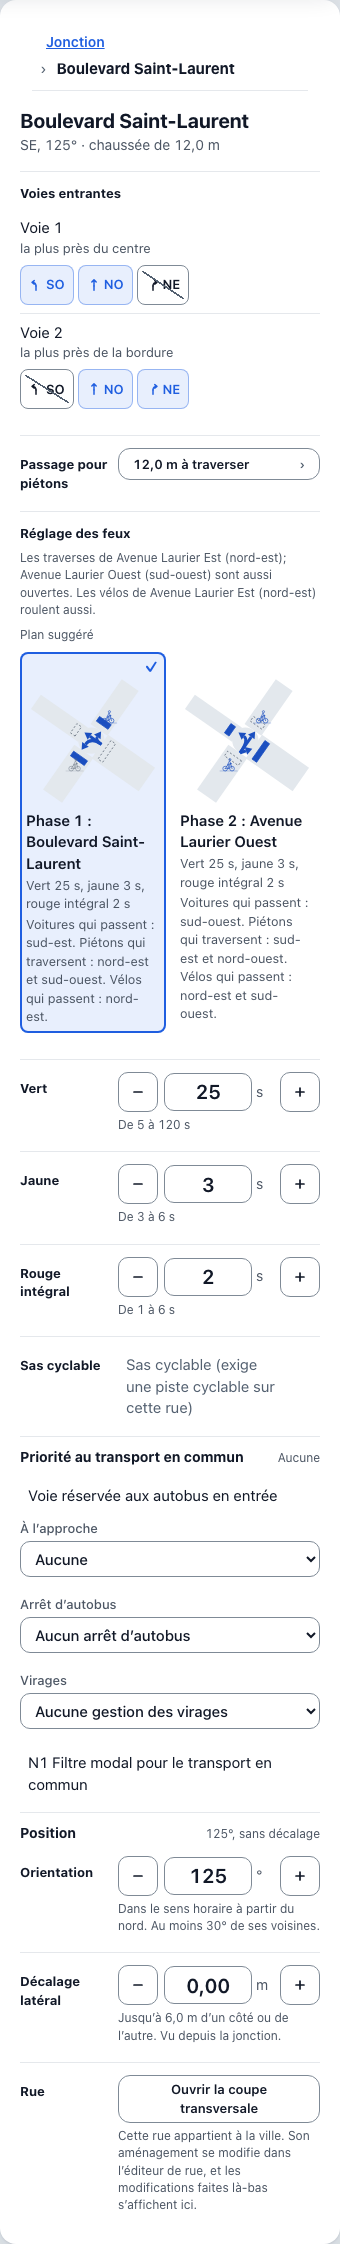 Jonction
› Boulevard Saint-Laurent
Boulevard Saint-Laurent
SE, 125° · chaussée de 12,0 m
Voies entrantes
Voie 1
la plus près du centre
SO NO NE
Voie 2
la plus près de la bordure
SO NO NE
Passage pour
piétons
12,0 m à traverser ›
Réglage des feux
Les traverses de Avenue Laurier Est (nord-est);
Avenue Laurier Ouest (sud-ouest) sont aussi
ouvertes. Les vélos de Avenue Laurier Est (nord-est)
roulent aussi.
Plan suggéré
Phase 1 :
Boulevard Saint-
Laurent
Vert 25 s, jaune 3 s,
rouge intégral 2 s
Voitures qui passent :
sud-est. Piétons qui
traversent : nord-est
et sud-ouest. Vélos
qui passent : nord-
est.
Phase 2 : Avenue
Laurier Ouest
Vert 25 s, jaune 3 s,
rouge intégral 2 s
Voitures qui passent :
sud-ouest. Piétons
qui traversent : sud-
est et nord-ouest.
Vélos qui passent :
nord-est et sud-
ouest.
Vert
− 25 s +
De 5 à 120 s
Jaune
− 3 s +
De 3 à 6 s
Rouge
intégral
− 2 s +
De 1 à 6 s
Sas cyclable
Sas cyclable (exige
une piste cyclable sur
cette rue)
Priorité au transport en commun Aucune
Voie réservée aux autobus en entrée
À l’approche
Aucune
Arrêt d’autobus
Aucun arrêt d’autobus
Virages
Aucune gestion des virages
N1 Filtre modal pour le transport en
commun
Position 125°, sans décalage
Orientation
− 125 ° +
Dans le sens horaire à partir du
nord. Au moins 30° de ses voisines.
Décalage
latéral
− 0,00 m +
Jusqu’à 6,0 m d’un côté ou de
l’autre. Vu depuis la jonction.
Rue
Ouvrir la coupe
transversale
Cette rue appartient à la ville. Son
aménagement se modifie dans
l’éditeur de rue, et les
modifications faites là-bas
s’affichent ici.